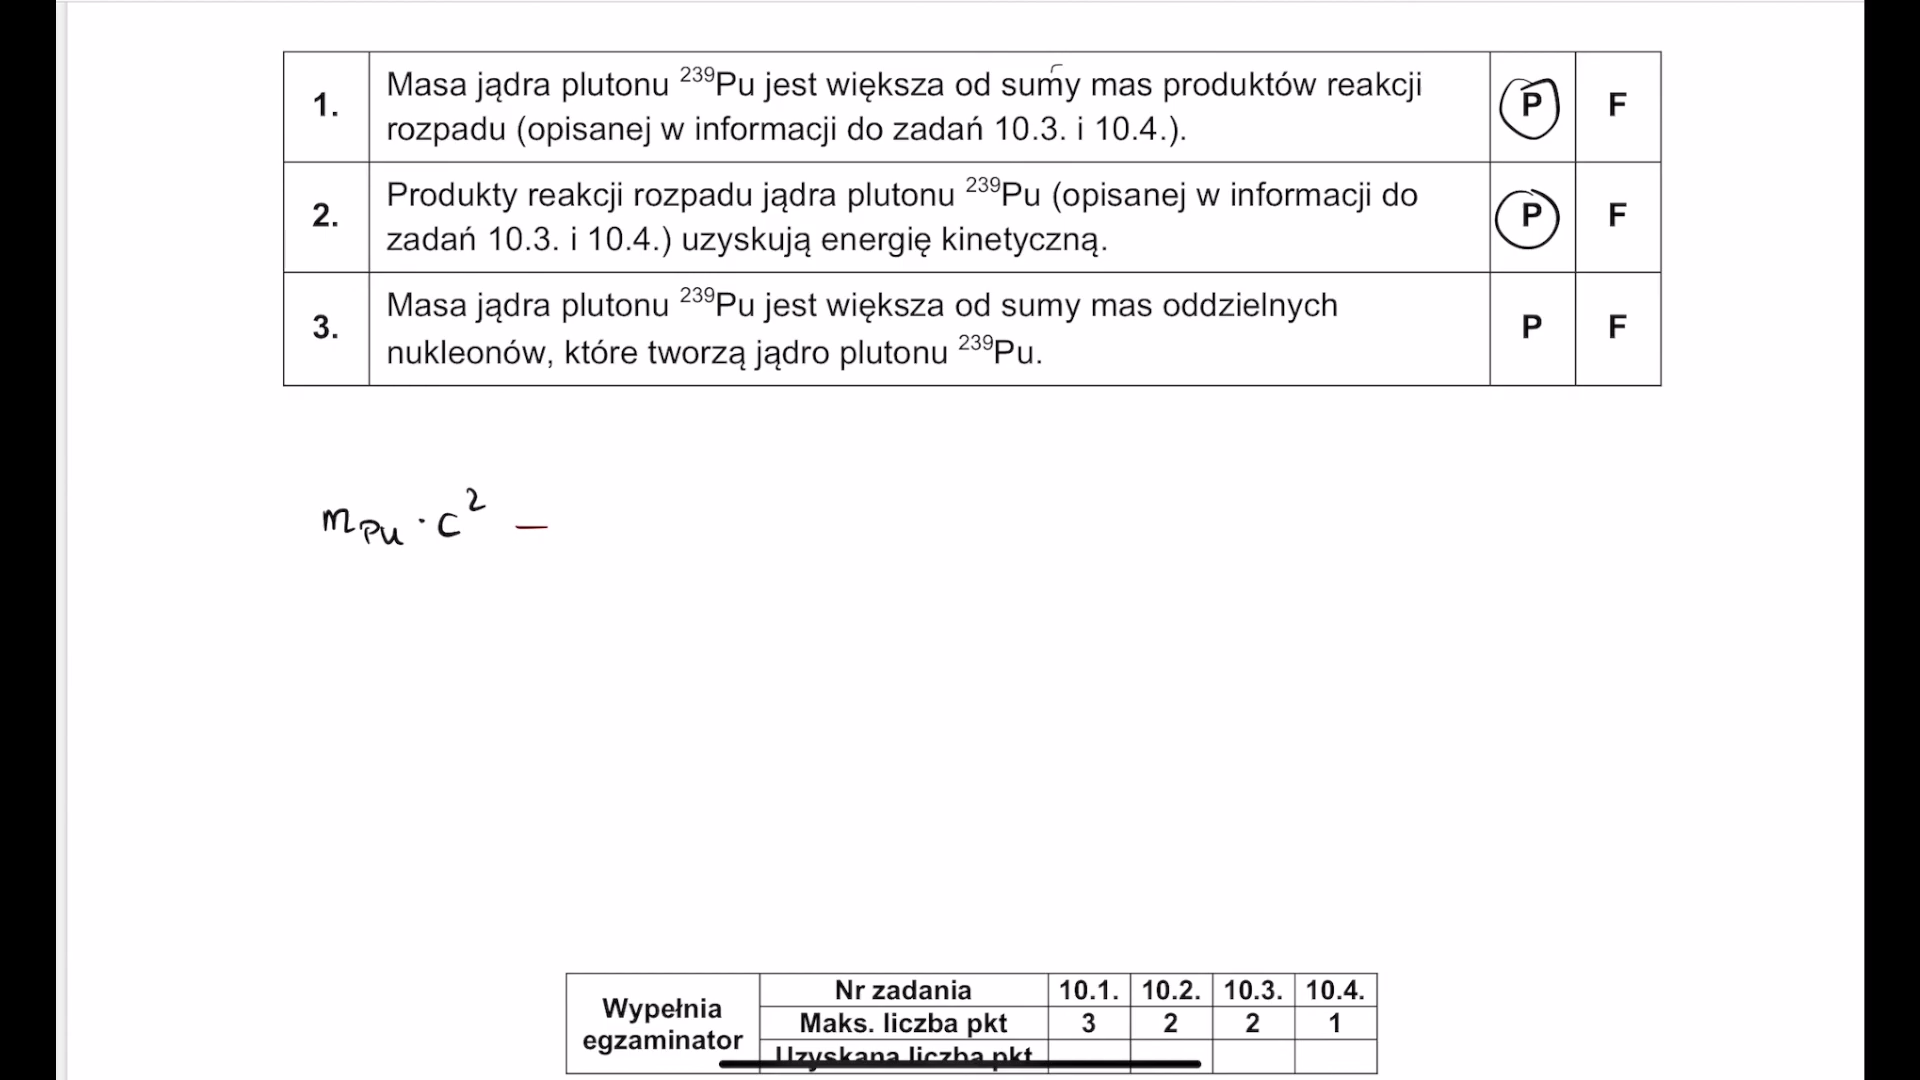 1. Masa jądra plutonu ²³⁹Pu jest większa od sumy mas produktów reakcji
rozpadu (opisanej w informacji do zadań 10.3. i 10.4.). P F
2. Produkty reakcji rozpadu jądra plutonu ²³⁹Pu (opisanej w informacji do
zadań 10.3. i 10.4.) uzyskują energię kinetyczną. P F
3. Masa jądra plutonu ²³⁹Pu jest większa od sumy mas oddzielnych
nukleonów, które tworzą jądro plutonu ²³⁹Pu. P F
m_Pu · c² –
Wypełnia
egzaminator
Nr zadania 10.1. 10.2. 10.3. 10.4.
Maks. liczba pkt 3 2 2 1
Uzyskana liczba pkt